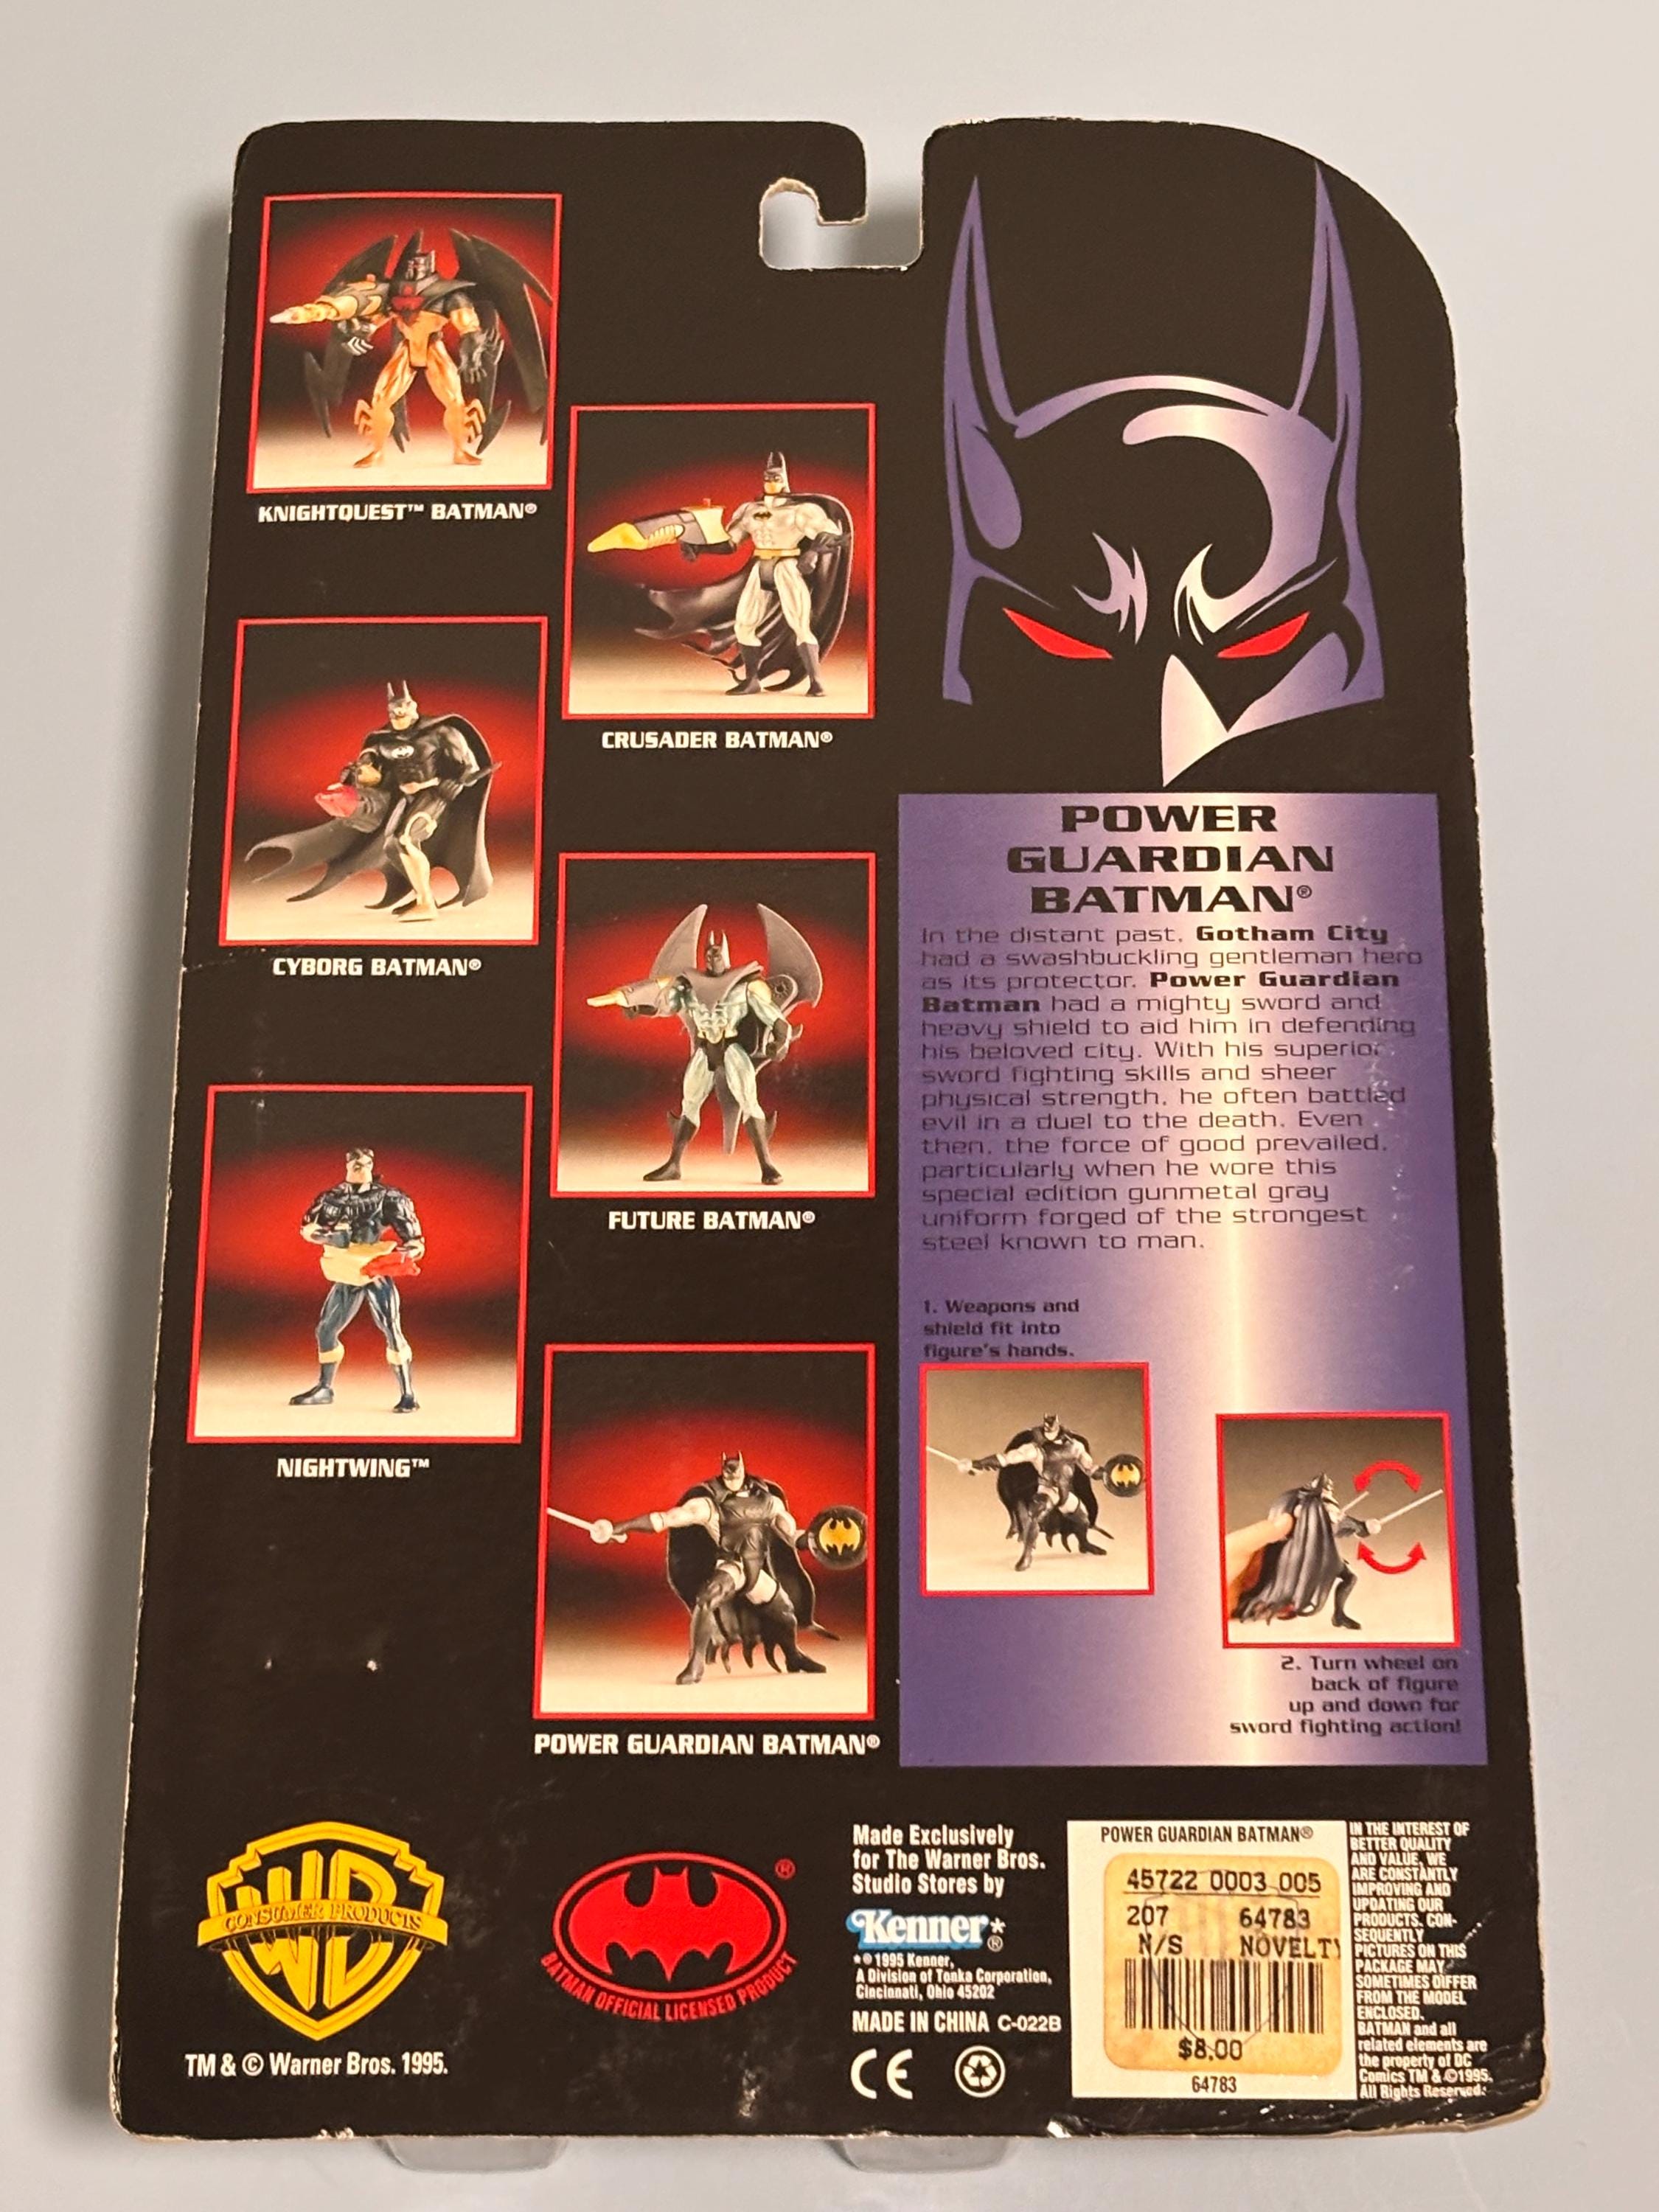 KNIGHTQUEST™ BATMAN®
CRUSADER BATMAN®
CYBORG BATMAN®
FUTURE BATMAN®
NIGHTWING™
POWER GUARDIAN BATMAN®
POWER
GUARDIAN
BATMAN®
In the distant past, Gotham City
had a swashbuckling gentleman hero
as its protector. Power Guardian
Batman had a mighty sword and
heavy shield to aid him in defending
his beloved city. With his superior
sword fighting skills and sheer
physical strength, he often battled
evil in a duel to the death. Even
then, the force of good prevailed,
particularly when he wore this
special edition gunmetal gray
uniform forged of the strongest
steel known to man.
1. Weapons and
shield fit into
figure's hands.
2. Turn wheel on
back of figure
up and down for
sword fighting action!
WB
CONSUMER PRODUCTS
TM & © Warner Bros. 1995.
®
BATMAN OFFICIAL LICENSED PRODUCT
Made Exclusively
for The Warner Bros.
Studio Stores by
Kenner*®
*©1995 Kenner,
A Division of Tonka Corporation,
Cincinnati, Ohio 45202
MADE IN CHINA C-022B
CE
POWER GUARDIAN BATMAN®
45722 0003 005
207 64783
N/S NOVELTY
$8.00
64783
IN THE INTEREST OF
BETTER QUALITY
AND VALUE, WE
ARE CONSTANTLY
IMPROVING AND
UPDATING OUR
PRODUCTS. CON-
SEQUENTLY
PICTURES ON THIS
PACKAGE MAY
SOMETIMES DIFFER
FROM THE MODEL
ENCLOSED.
BATMAN and all
related elements are
the property of DC
Comics TM & ©1995.
All Rights Reserved.